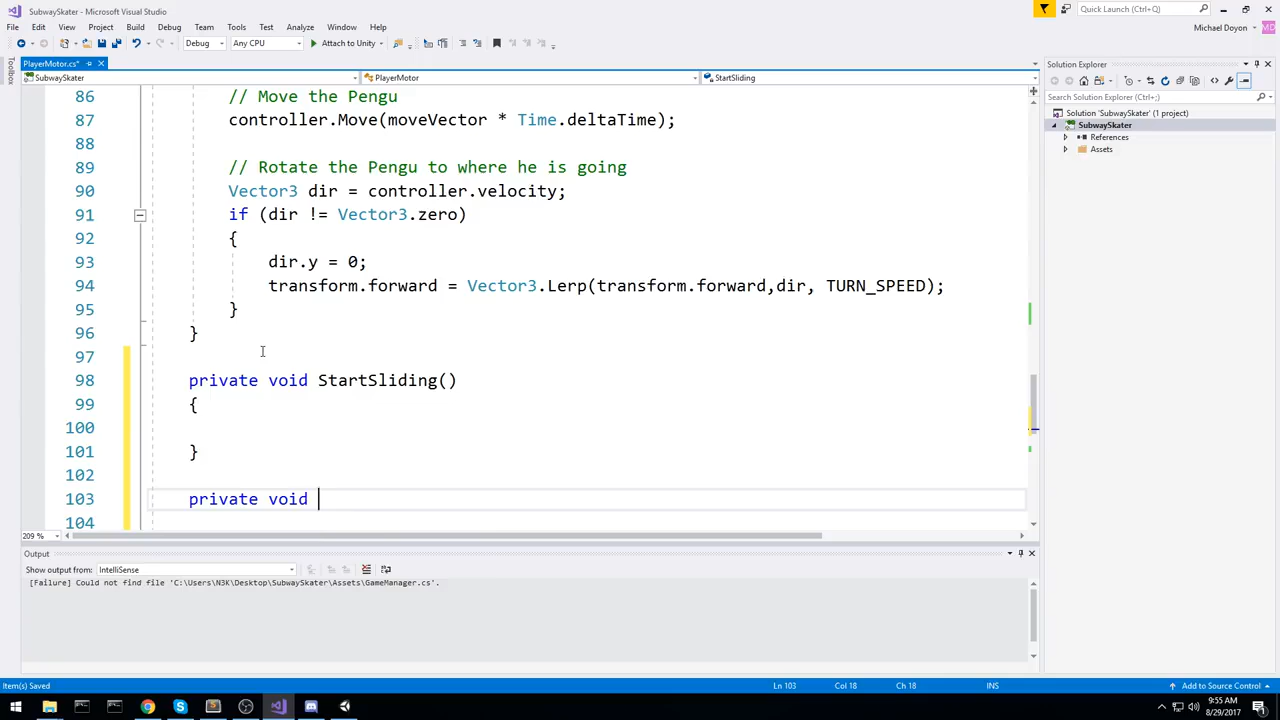 SubwaySkater - Microsoft Visual Studio
Quick Launch (Ctrl+Q)
File Edit View Project Build Debug Team Tools Test Analyze Window Help
Michael Doyon MD
Debug Any CPU Attach to Unity
Toolbox
PlayerMotor.cs*
SubwaySkater PlayerMotor StartSliding
86 // Move the Pengu
87 controller.Move(moveVector * Time.deltaTime);
88
89 // Rotate the Pengu to where he is going
90 Vector3 dir = controller.velocity;
91 if (dir != Vector3.zero)
92 {
93 dir.y = 0;
94 transform.forward = Vector3.Lerp(transform.forward,dir, TURN_SPEED);
95 }
96 }
97
98 private void StartSliding()
99 {
100
101 }
102
103 private void
104
209 %
Solution Explorer
Search Solution Explorer (Ctrl+;)
Solution 'SubwaySkater' (1 project)
SubwaySkater
References
Assets
Output
Show output from: IntelliSense
[Failure] Could not find file 'C:\Users\N3K\Desktop\SubwaySkater\Assets\GameManager.cs'.
Item(s) Saved Ln 103 Col 18 Ch 18 INS Add to Source Control
9:55 AM
8/29/2017